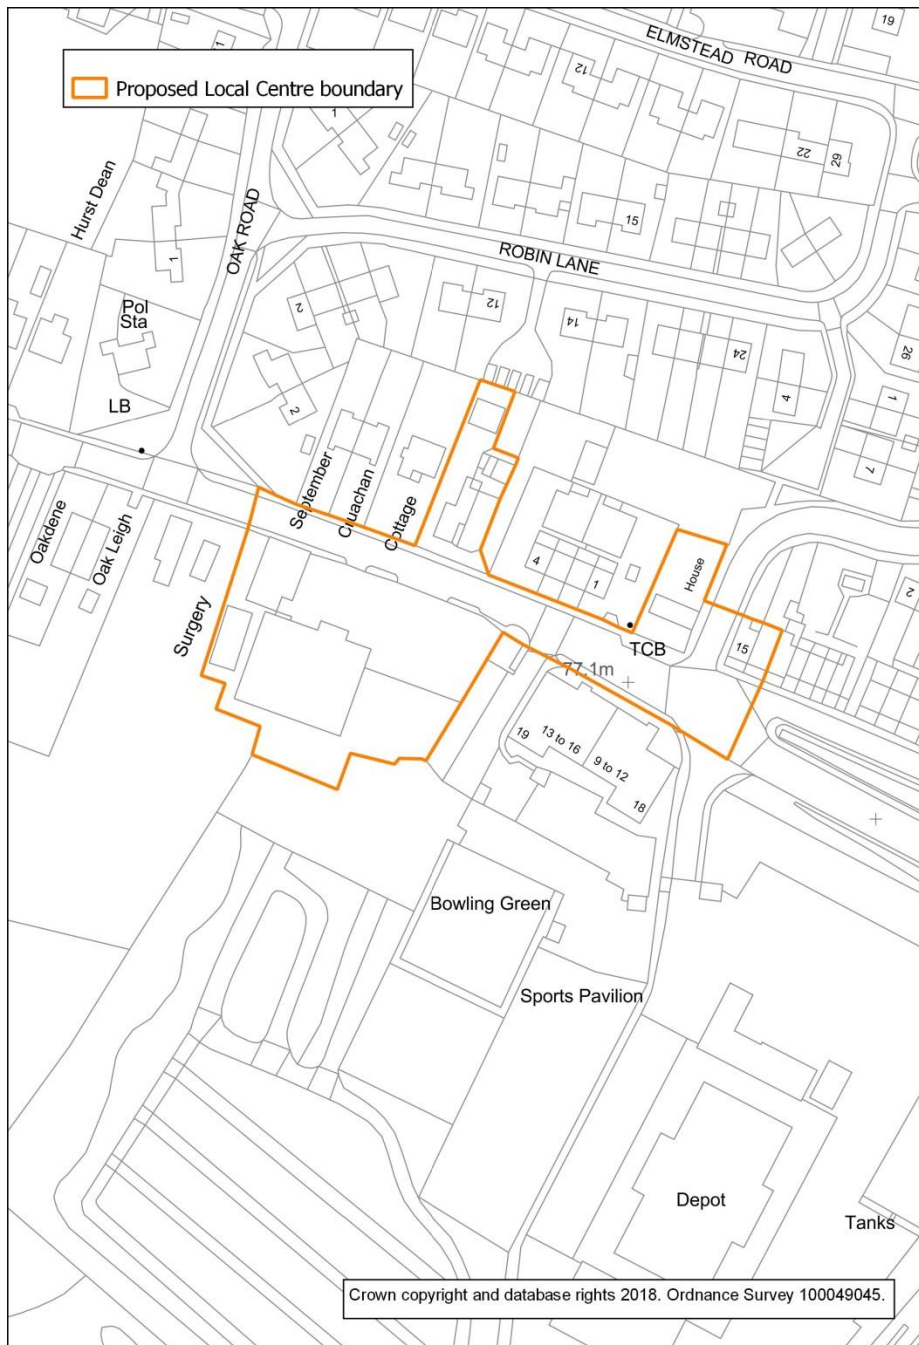 19
ELMSTEAD ROAD
Proposed Local Centre boundary
11
12
1
22
29
Hurst Dean
OAK ROAD
15
1
ROBIN LANE
Pol
Sta
2
12
14
24
26
4
1
2
LB
7
September
Cruachan
Cottage
Oakdene
Oak Leigh
4
1
House
2
Surgery
TCB
15
77.1m
19
13 to 16
9 to 12
18
Bowling Green
Sports Pavilion
Depot
Tanks
Crown copyright and database rights 2018. Ordnance Survey 100049045.